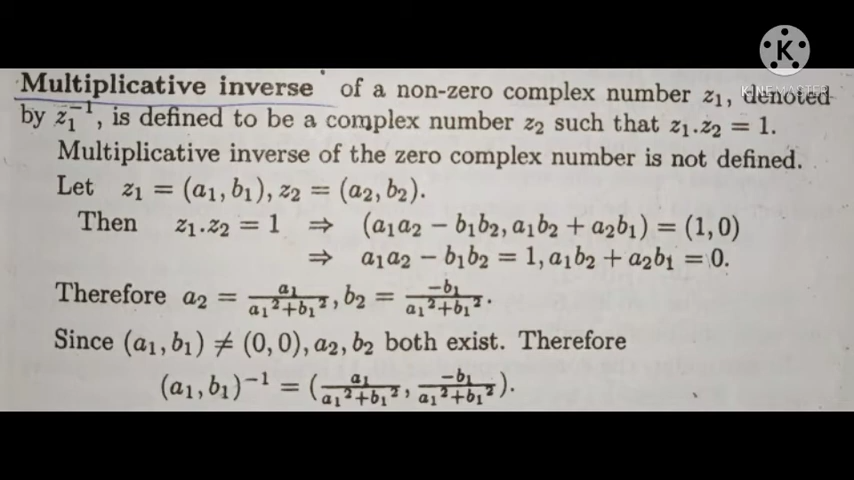 K
KINEMASTER
Multiplicative inverse of a non-zero complex number z₁, denoted
by z₁⁻¹, is defined to be a complex number z₂ such that z₁.z₂ = 1.
Multiplicative inverse of the zero complex number is not defined.
Let z₁ = (a₁, b₁), z₂ = (a₂, b₂).
Then z₁.z₂ = 1 ⇒ (a₁a₂ − b₁b₂, a₁b₂ + a₂b₁) = (1, 0)
⇒ a₁a₂ − b₁b₂ = 1, a₁b₂ + a₂b₁ = 0.
Therefore a₂ = a₁/(a₁²+b₁²), b₂ = −b₁/(a₁²+b₁²).
Since (a₁, b₁) ≠ (0, 0), a₂, b₂ both exist. Therefore
(a₁, b₁)⁻¹ = (a₁/(a₁²+b₁²), −b₁/(a₁²+b₁²)).